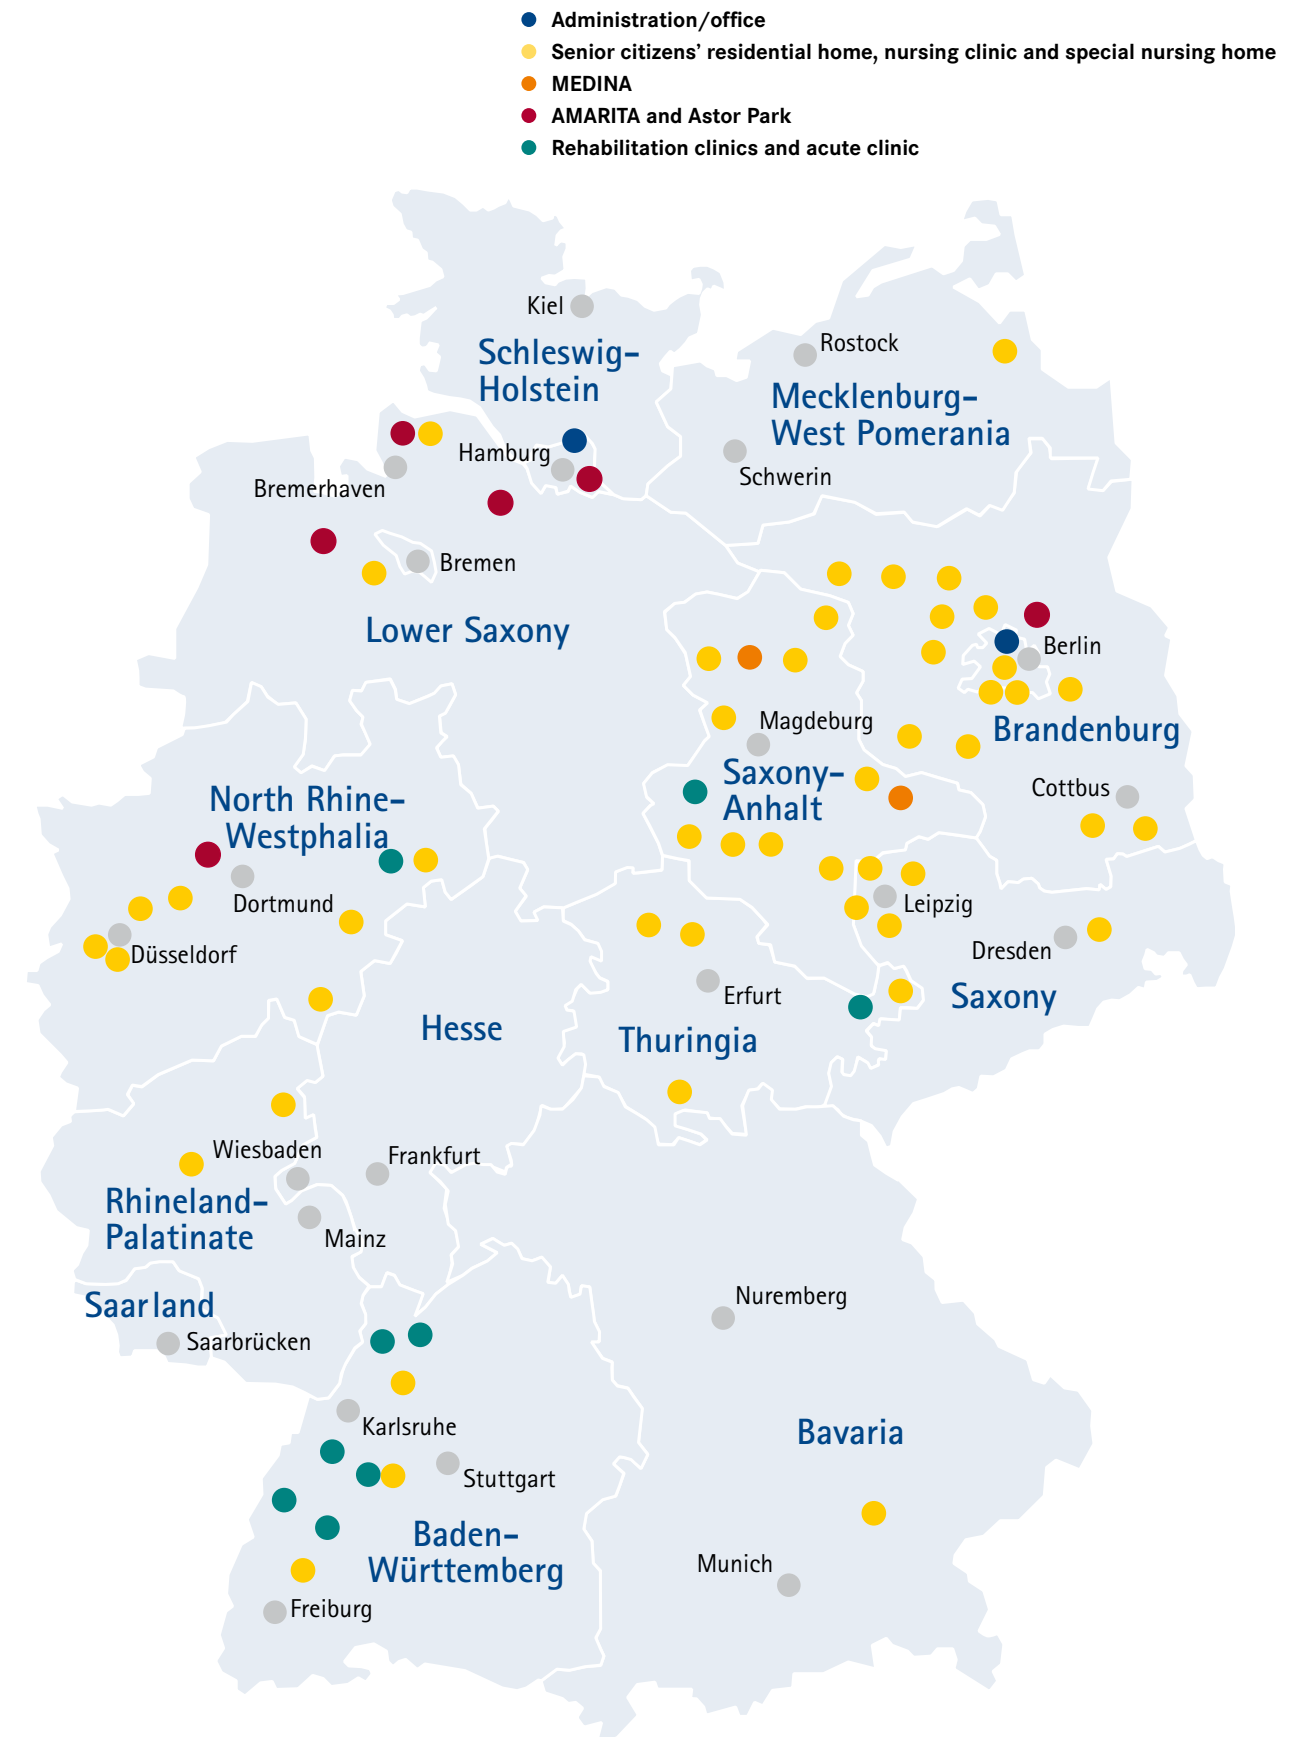 Administration/office
Senior citizens’ residential home, nursing clinic and special nursing home
MEDINA
AMARITA and Astor Park
Rehabilitation clinics and acute clinic
Kiel
Schleswig-
Holstein
Rostock
Mecklenburg-
West Pomerania
Hamburg
Schwerin
Bremerhaven
Bremen
Lower Saxony
Berlin
Magdeburg
Brandenburg
Saxony-
Anhalt
Cottbus
North Rhine-
Westphalia
Dortmund
Leipzig
Düsseldorf
Dresden
Erfurt
Saxony
Hesse
Thuringia
Wiesbaden
Frankfurt
Rhineland-
Palatinate
Mainz
Saarland
Nuremberg
Saarbrücken
Karlsruhe
Bavaria
Stuttgart
Baden-
Württemberg
Munich
Freiburg